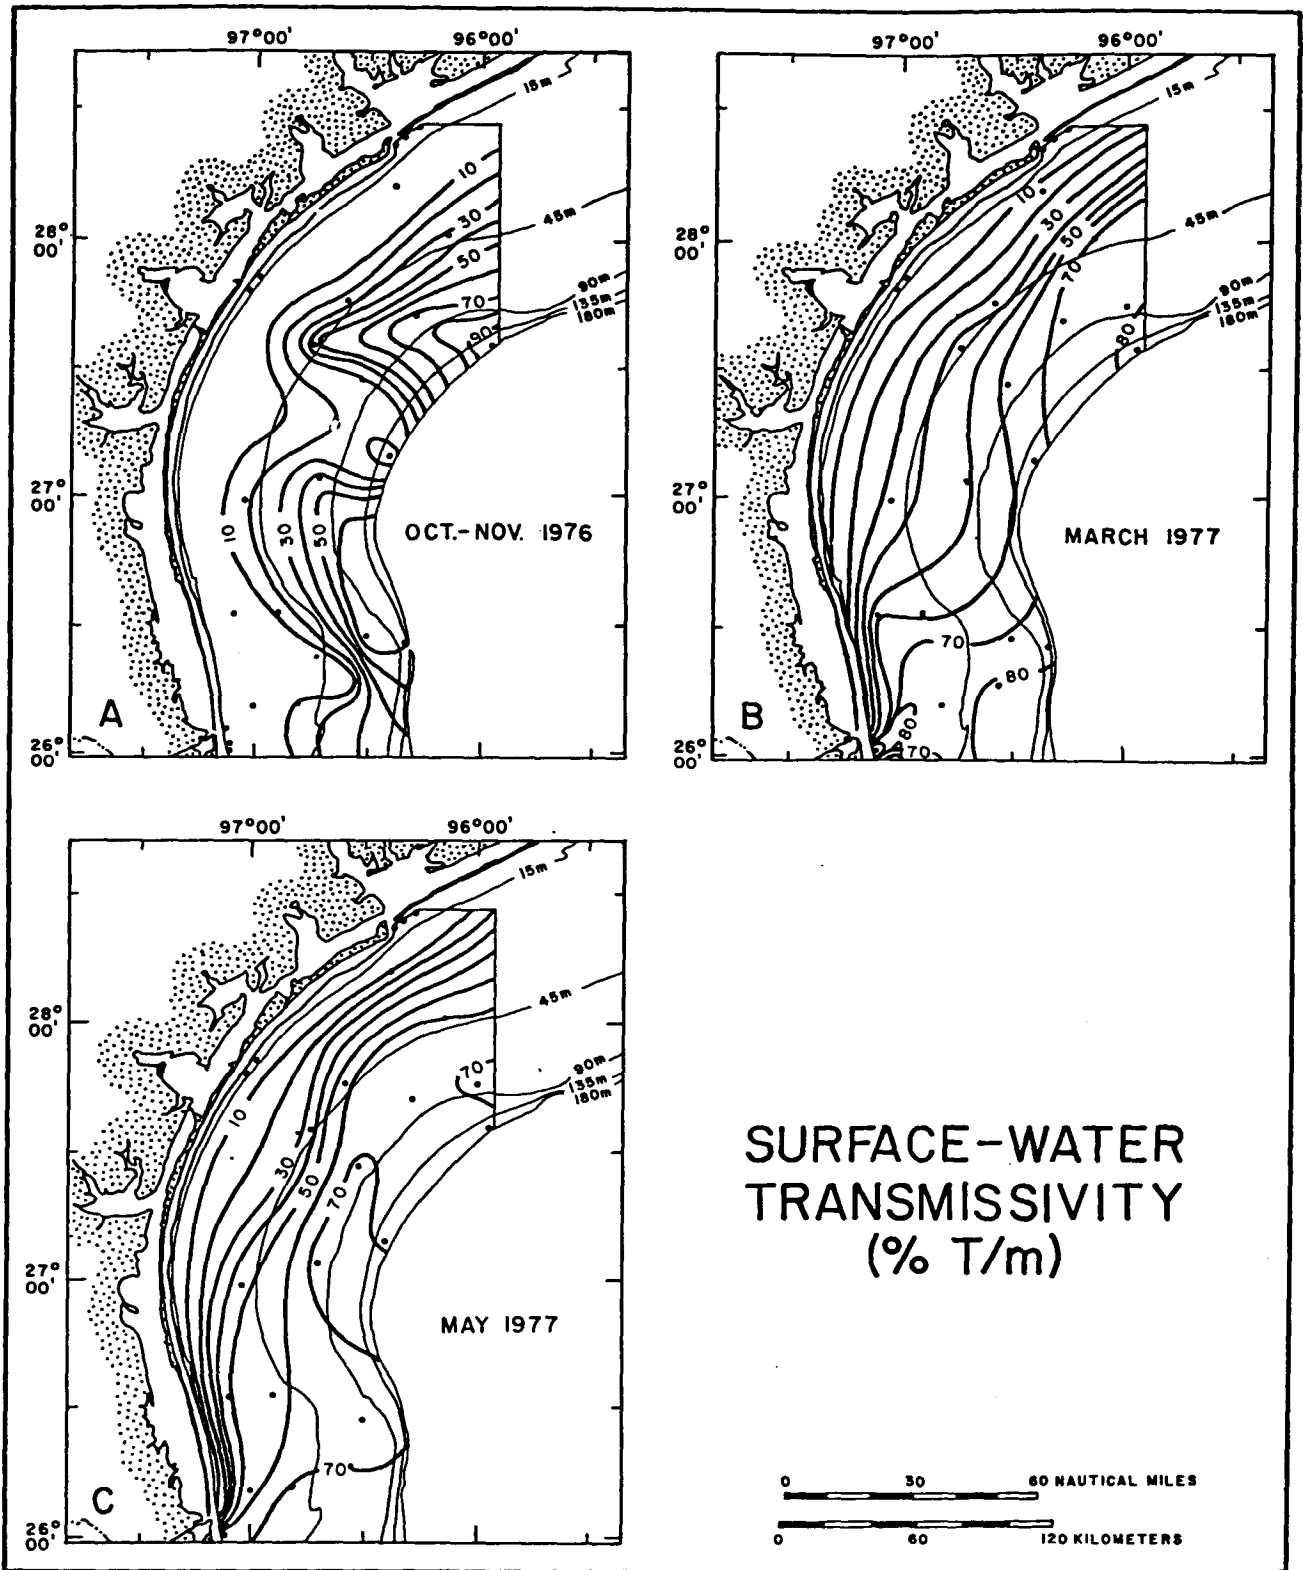 97°00' 96°00'
15m
10
30
45m
50
28°
00'
90m
135m
180m
70
90
27°
00'
10
30
50
OCT.-NOV. 1976
A
26°
00'
97°00' 96°00'
15m
10
30
45m
50
28°
00'
70
90m
135m
180m
80
27°
00'
MARCH 1977
70
80
B
80
70
26°
00'
97°00' 96°00'
15m
45m
28°
00'
70
90m
135m
180m
10
30
50
70
27°
00'
MAY 1977
70
C
26°
00'
SURFACE-WATER
TRANSMISSIVITY
(% T/m)
0 30 60 NAUTICAL MILES
0 60 120 KILOMETERS